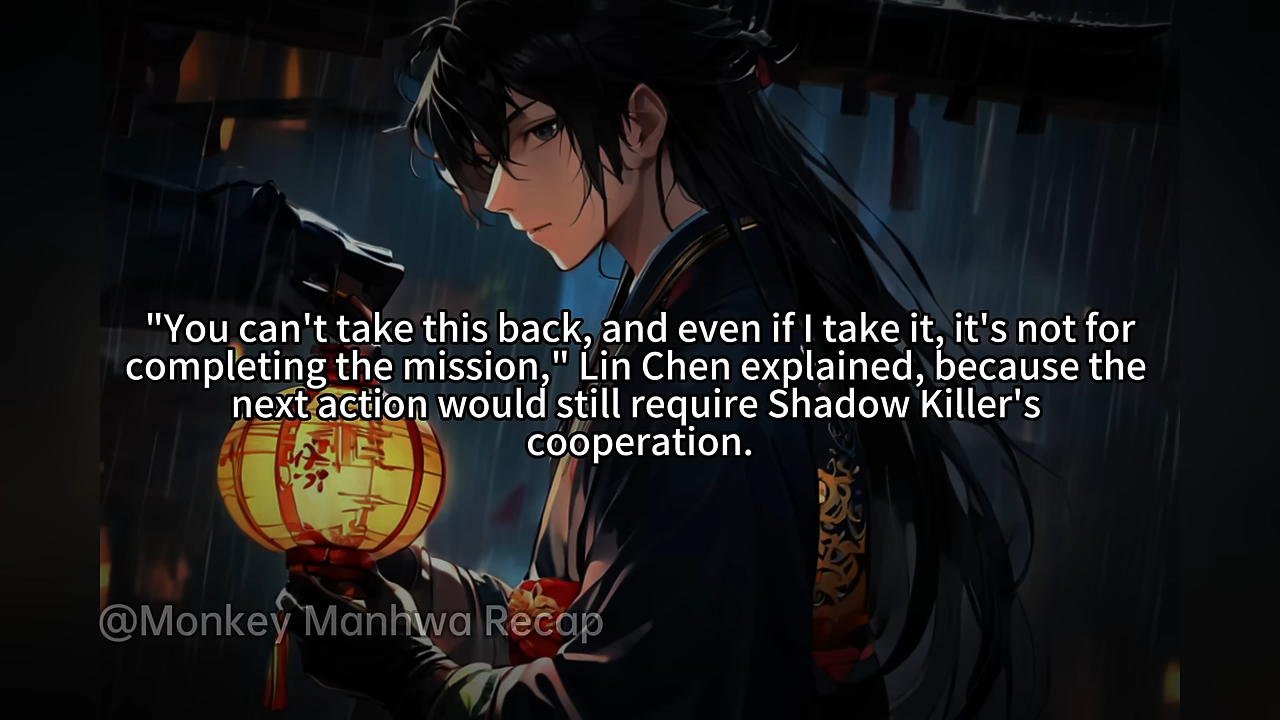 "You can't take this back, and even if I take it, it's not for
completing the mission," Lin Chen explained, because the
next action would still require Shadow Killer's
cooperation.
@Monkey Manhwa Recap